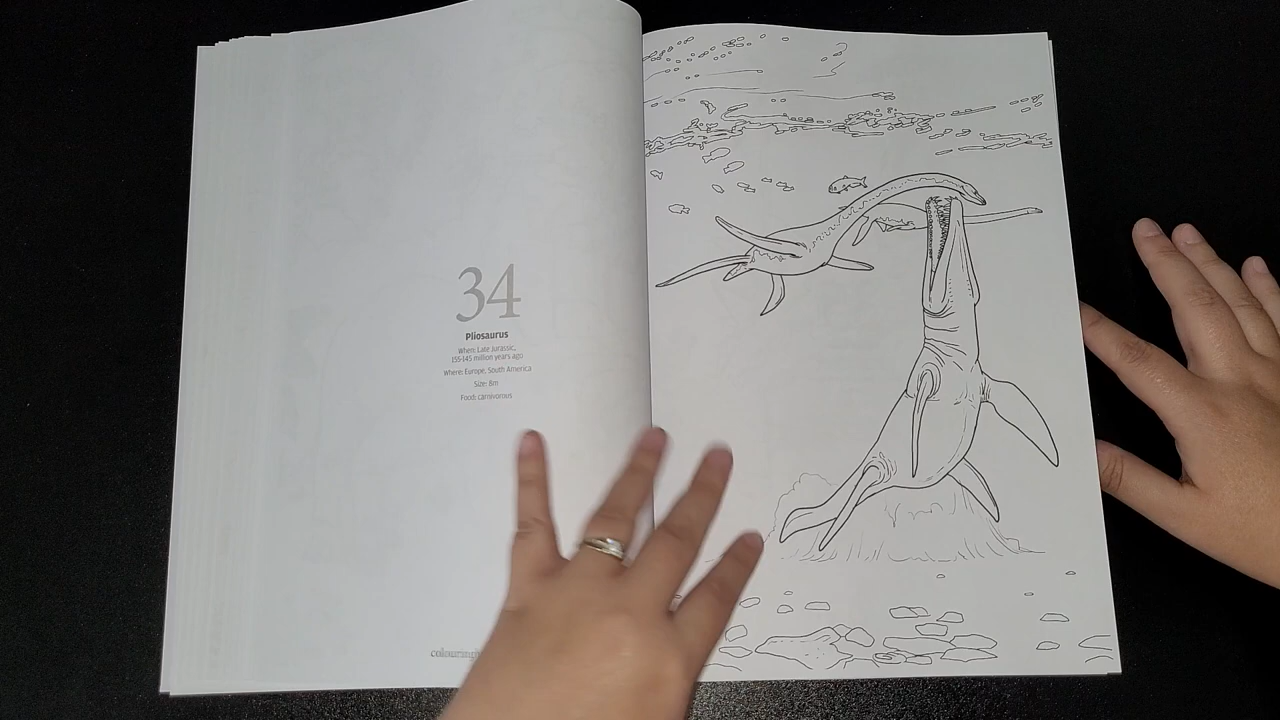 34
Pliosaurus
When: Late Jurassic,
155-145 million years ago
Where: Europe, South America
Size: 8m
Food: carnivorous